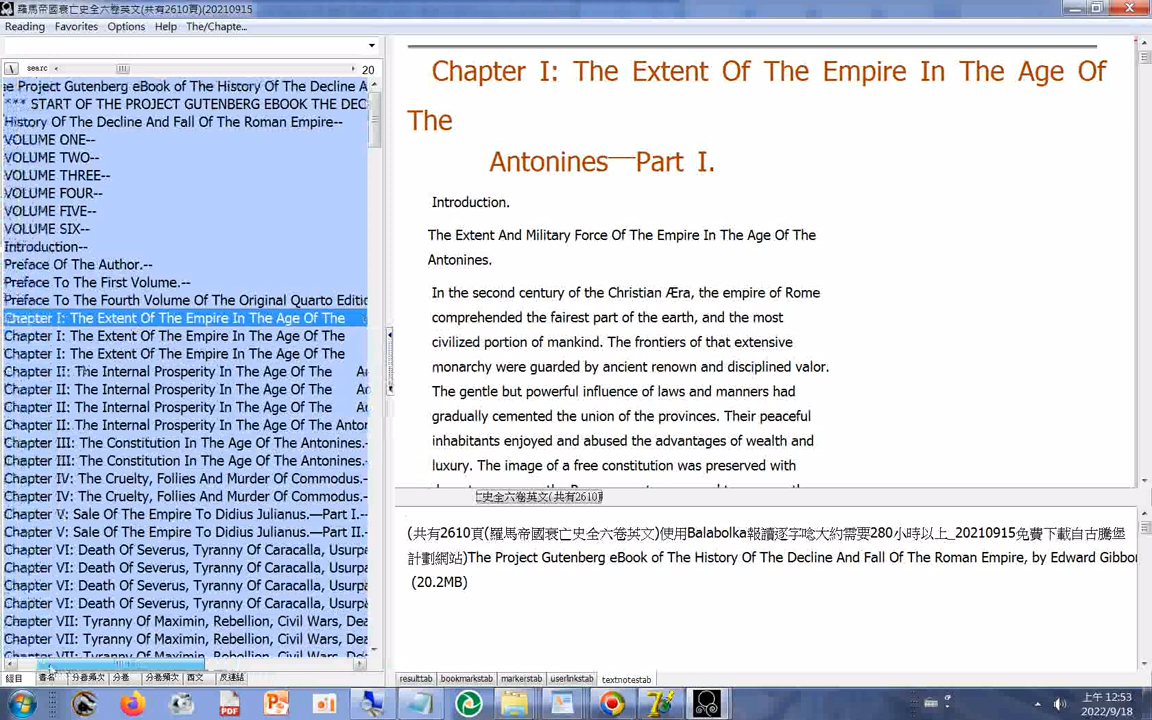 羅馬帝國衰亡史全六卷英文(共有2610頁)(20210915
Reading Favorites Options Help The/Chapte...
searc
20
e Project Gutenberg eBook of The History Of The Decline A
*** START OF THE PROJECT GUTENBERG EBOOK THE DEC
History Of The Decline And Fall Of The Roman Empire--
VOLUME ONE--
VOLUME TWO--
VOLUME THREE--
VOLUME FOUR--
VOLUME FIVE--
VOLUME SIX--
Introduction--
Preface Of The Author.--
Preface To The First Volume.--
Preface To The Fourth Volume Of The Original Quarto Editic
Chapter I: The Extent Of The Empire In The Age Of The
Chapter I: The Extent Of The Empire In The Age Of The
Chapter I: The Extent Of The Empire In The Age Of The
Chapter II: The Internal Prosperity In The Age Of The Ar
Chapter II: The Internal Prosperity In The Age Of The Ar
Chapter II: The Internal Prosperity In The Age Of The Ar
Chapter II: The Internal Prosperity In The Age Of The Anton
Chapter III: The Constitution In The Age Of The Antonines.-
Chapter III: The Constitution In The Age Of The Antonines.-
Chapter IV: The Cruelty, Follies And Murder Of Commodus.-
Chapter IV: The Cruelty, Follies And Murder Of Commodus.-
Chapter V: Sale Of The Empire To Didius Julianus.—Part I.--
Chapter V: Sale Of The Empire To Didius Julianus.—Part II.--
Chapter VI: Death Of Severus, Tyranny Of Caracalla, Usurpa
Chapter VI: Death Of Severus, Tyranny Of Caracalla, Usurpa
Chapter VI: Death Of Severus, Tyranny Of Caracalla, Usurpa
Chapter VI: Death Of Severus, Tyranny Of Caracalla, Usurpa
Chapter VII: Tyranny Of Maximin, Rebellion, Civil Wars, Dea
Chapter VII: Tyranny Of Maximin, Rebellion, Civil Wars, Dea
Chapter VII: Tyranny Of Maximin, Rebellion, Civil Wars, Dea
經目 書名 分卷頻次 分卷 分卷頻次 西文 反連結
Chapter I: The Extent Of The Empire In The Age Of
The
Antonines—Part I.
Introduction.
The Extent And Military Force Of The Empire In The Age Of The
Antonines.
In the second century of the Christian Æra, the empire of Rome
comprehended the fairest part of the earth, and the most
civilized portion of mankind. The frontiers of that extensive
monarchy were guarded by ancient renown and disciplined valor.
The gentle but powerful influence of laws and manners had
gradually cemented the union of the provinces. Their peaceful
inhabitants enjoyed and abused the advantages of wealth and
luxury. The image of a free constitution was preserved with
史全六卷英文(共有2610
(共有2610頁(羅馬帝國衰亡史全六卷英文)使用Balabolka報讀逐字唸大約需要280小時以上_20210915免費下載自古騰堡
計劃網站)The Project Gutenberg eBook of The History Of The Decline And Fall Of The Roman Empire, by Edward Gibbor
(20.2MB)
resulttab bookmarkstab markerstab userlinkstab textnotestab
上午 12:53
2022/9/18